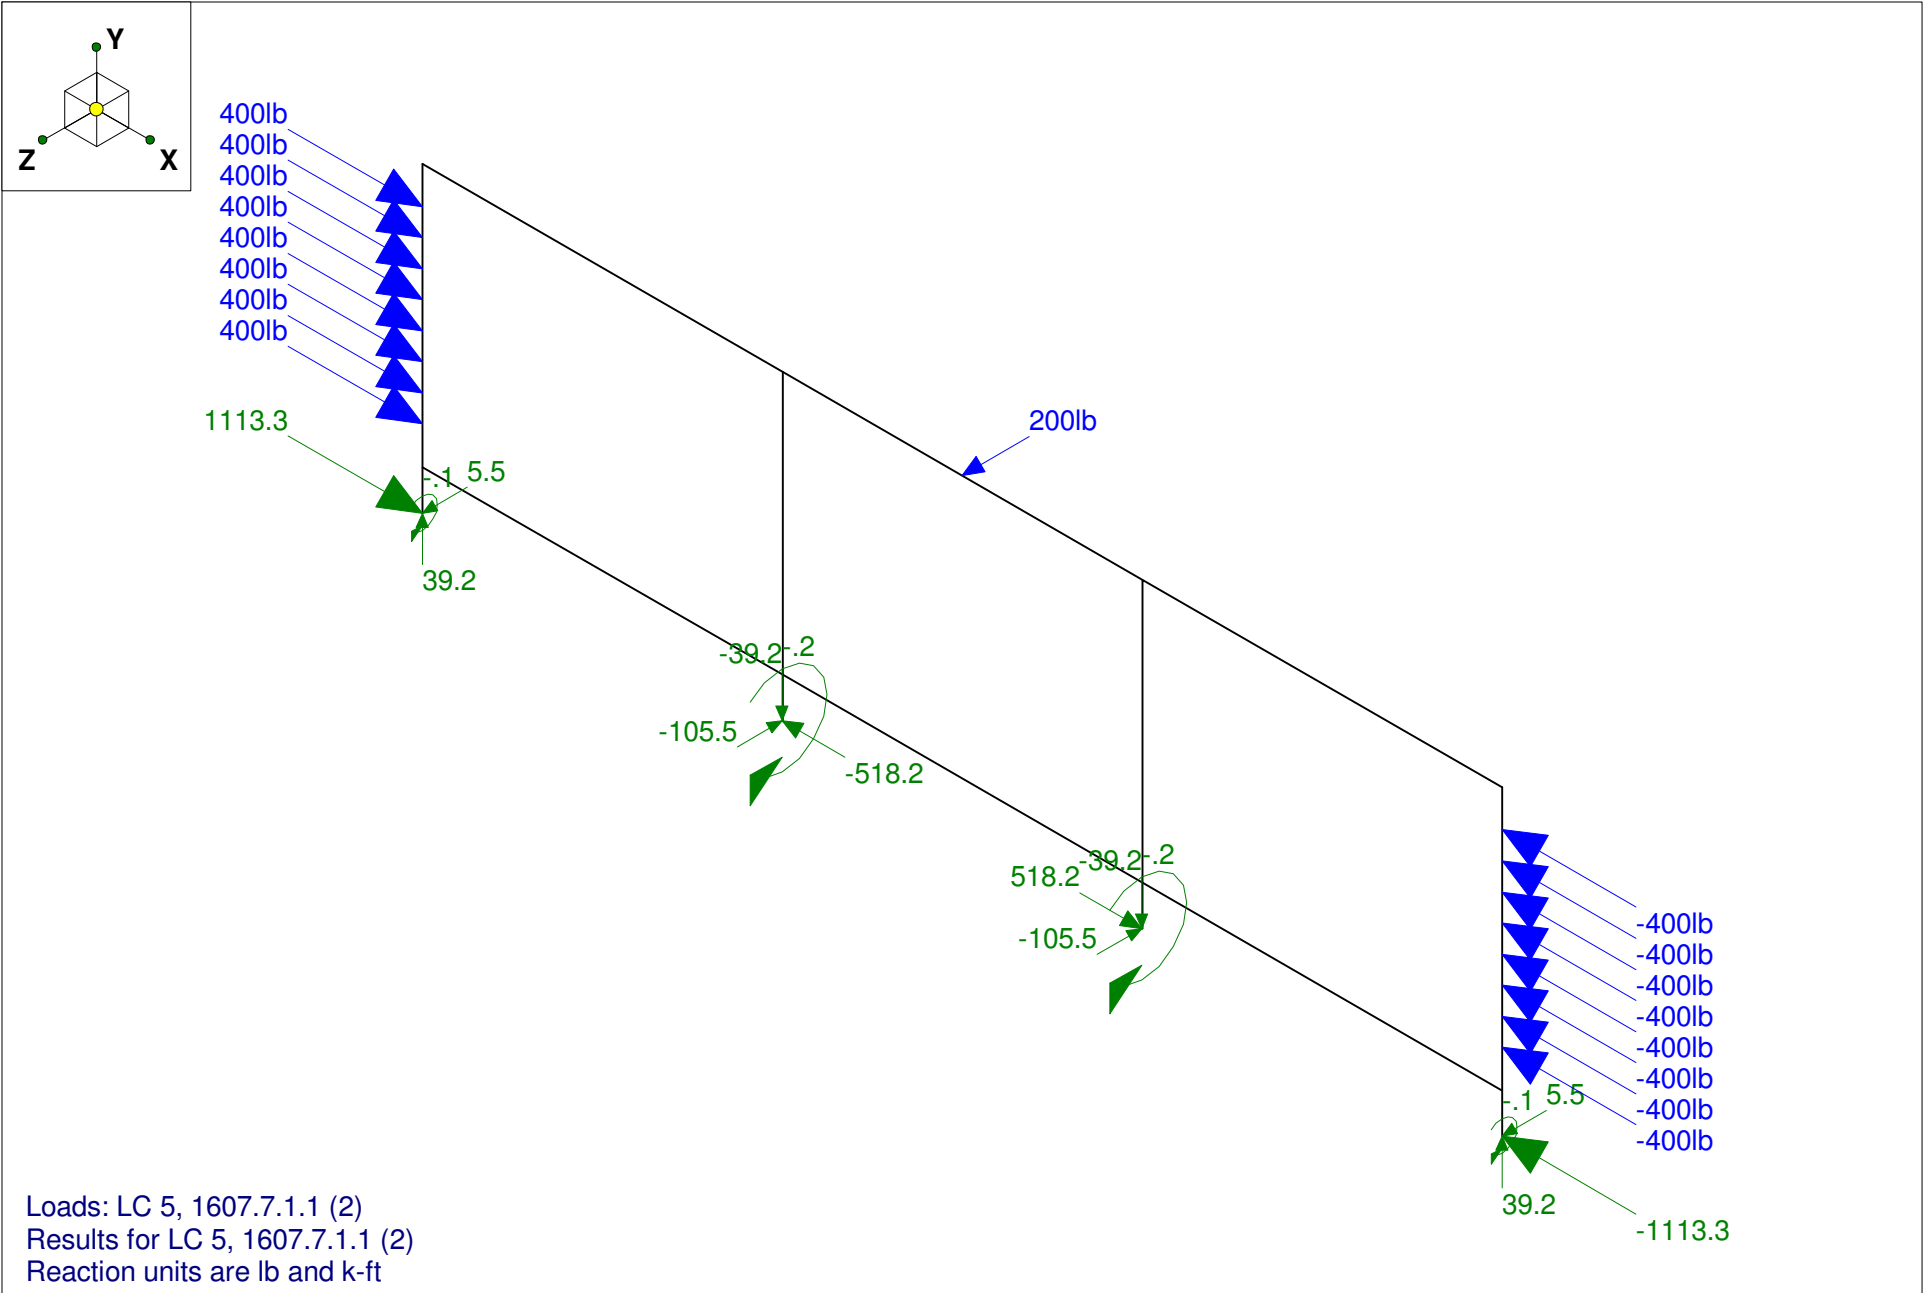 Y
Z
X
400lb
400lb
400lb
400lb
400lb
400lb
400lb
400lb
1113.3
-.1
5.5
39.2
200lb
-39.2
-.2
-105.5
-518.2
-39.2
-.2
518.2
-105.5
-400lb
-400lb
-400lb
-400lb
-400lb
-400lb
-400lb
-400lb
-.1
5.5
39.2
-1113.3
Loads: LC 5, 1607.7.1.1 (2)
Results for LC 5, 1607.7.1.1 (2)
Reaction units are lb and k-ft